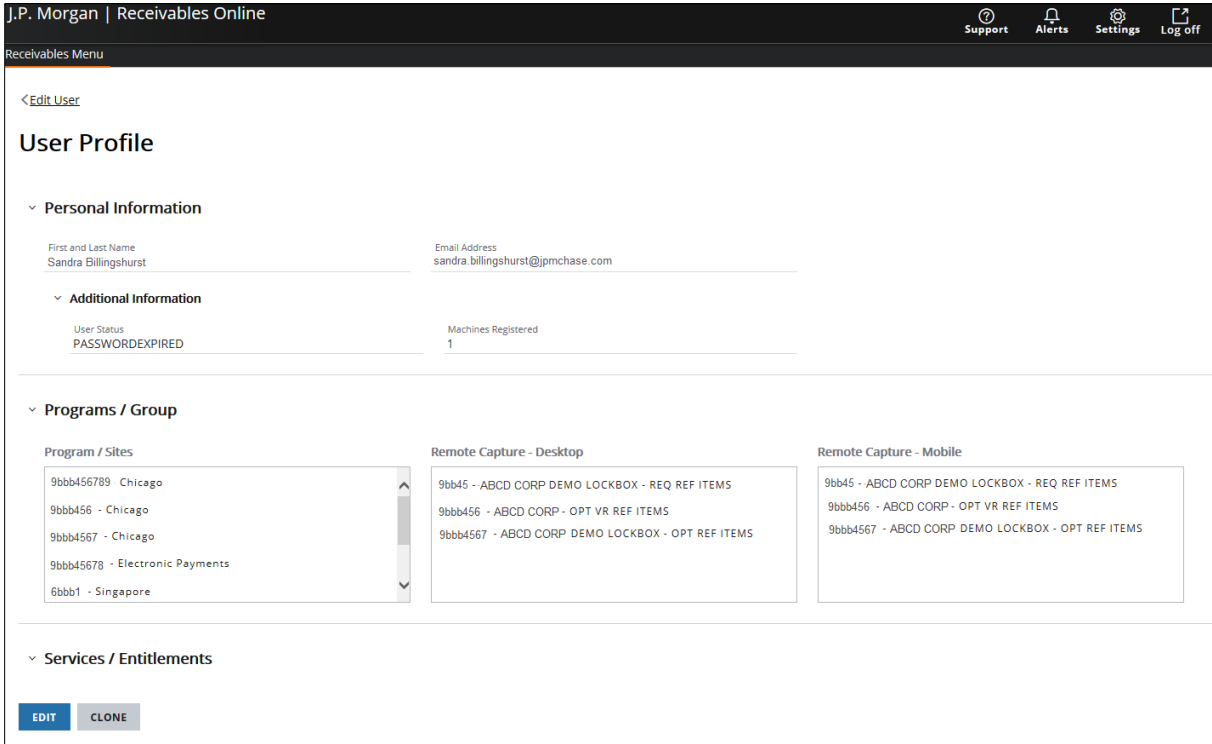 J.P. Morgan | Receivables Online
Support Alerts Settings Log off
Receivables Menu
Edit User
User Profile
Personal Information
First and Last Name Email Address
Sandra Billingshurst sandra.billingshurst@jpmchase.com
Additional Information
User Status Machines Registered
PASSWORDEXPIRED 1
Programs / Group
Program / Sites
9bbb456789 - Chicago
9bbb456 - Chicago
9bbb4567 - Chicago
9bbb45678 - Electronic Payments
6bbb1 - Singapore
Remote Capture - Desktop
9bb45 - ABCD CORP DEMO LOCKBOX - REQ REF ITEMS
9bbb456 - ABCD CORP - OPT VR REF ITEMS
9bbb4567 - ABCD CORP DEMO LOCKBOX - OPT REF ITEMS
Remote Capture - Mobile
9bb45 - ABCD CORP DEMO LOCKBOX - REQ REF ITEMS
9bbb456 - ABCD CORP - OPT VR REF ITEMS
9bbb4567 - ABCD CORP DEMO LOCKBOX - OPT REF ITEMS
Services / Entitlements
EDIT CLONE